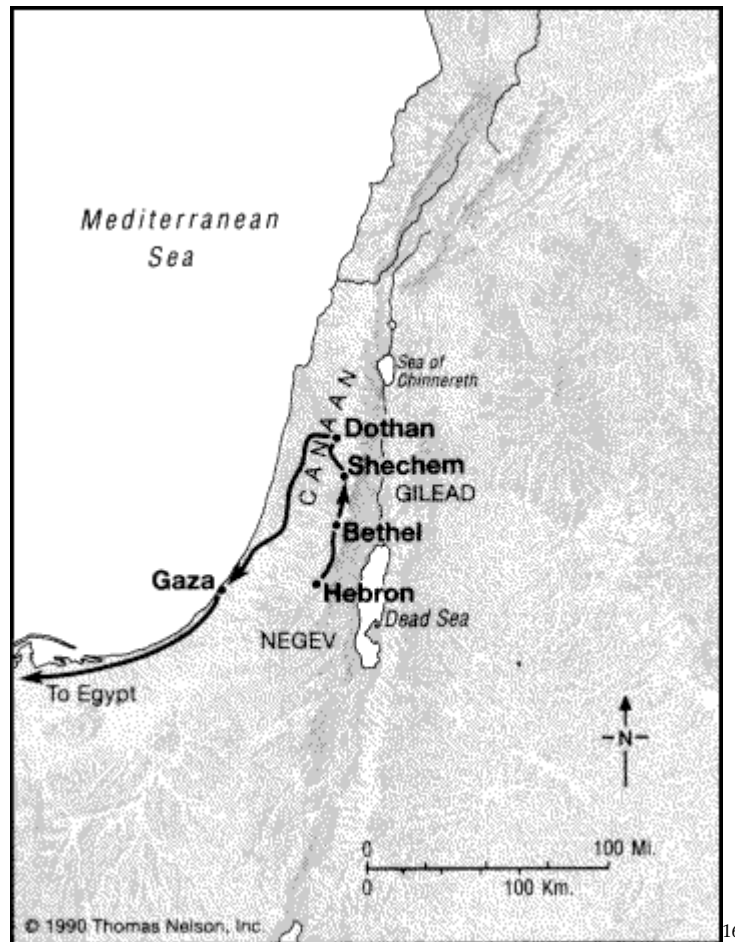 Mediterranean
Sea
Sea of
Chinnereth
CANAAN
Dothan
Shechem
GILEAD
Bethel
Gaza
Hebron
Dead Sea
NEGEV
To Egypt
N
0 100 Mi.
0 100 Km.
© 1990 Thomas Nelson, Inc